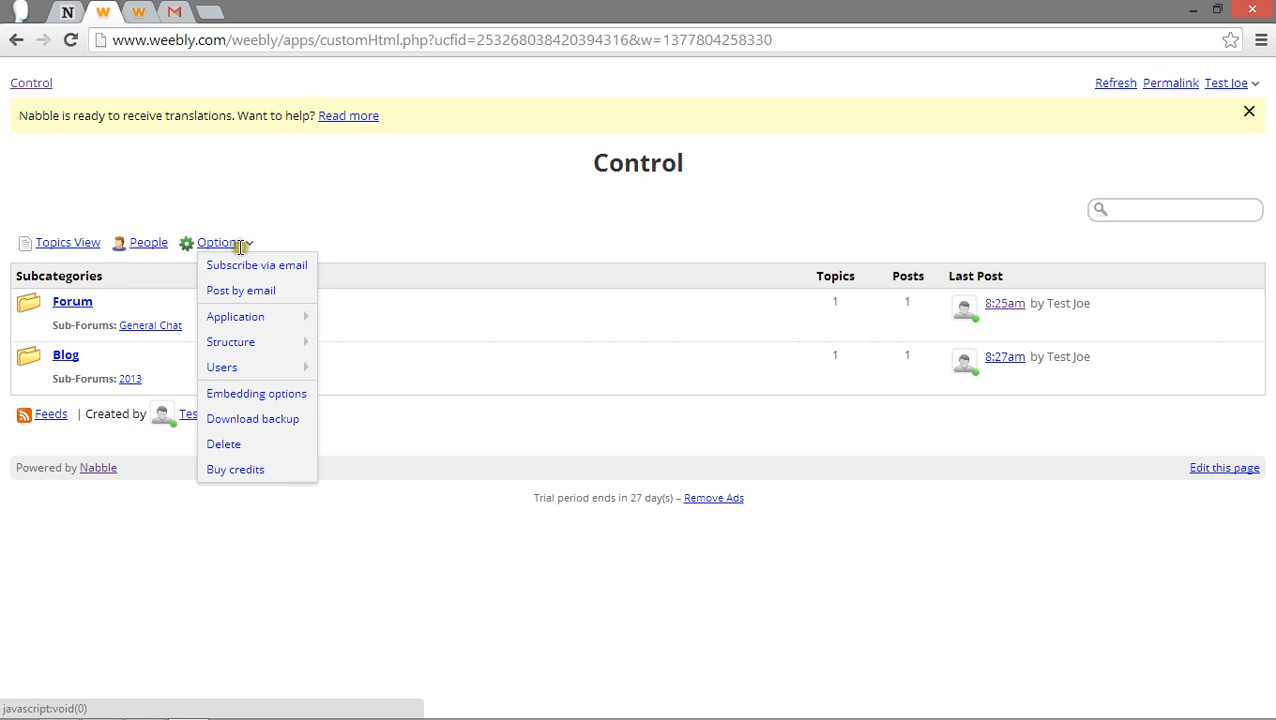 www.weebly.com/weebly/apps/customHtml.php?ucfid=253268038420394316&w=1377804258330
Control
Refresh Permalink Test Joe
Nabble is ready to receive translations. Want to help? Read more
Control
Topics View People Options
Subscribe via email
Post by email
Application
Structure
Users
Embedding options
Download backup
Delete
Buy credits
Subcategories Topics Posts Last Post
Forum 1 1 8:25am by Test Joe
Sub-Forums: General Chat
Blog 1 1 8:27am by Test Joe
Sub-Forums: 2013
Feeds | Created by Tes
Powered by Nabble Edit this page
Trial period ends in 27 day(s) – Remove Ads
javascript:void(0)